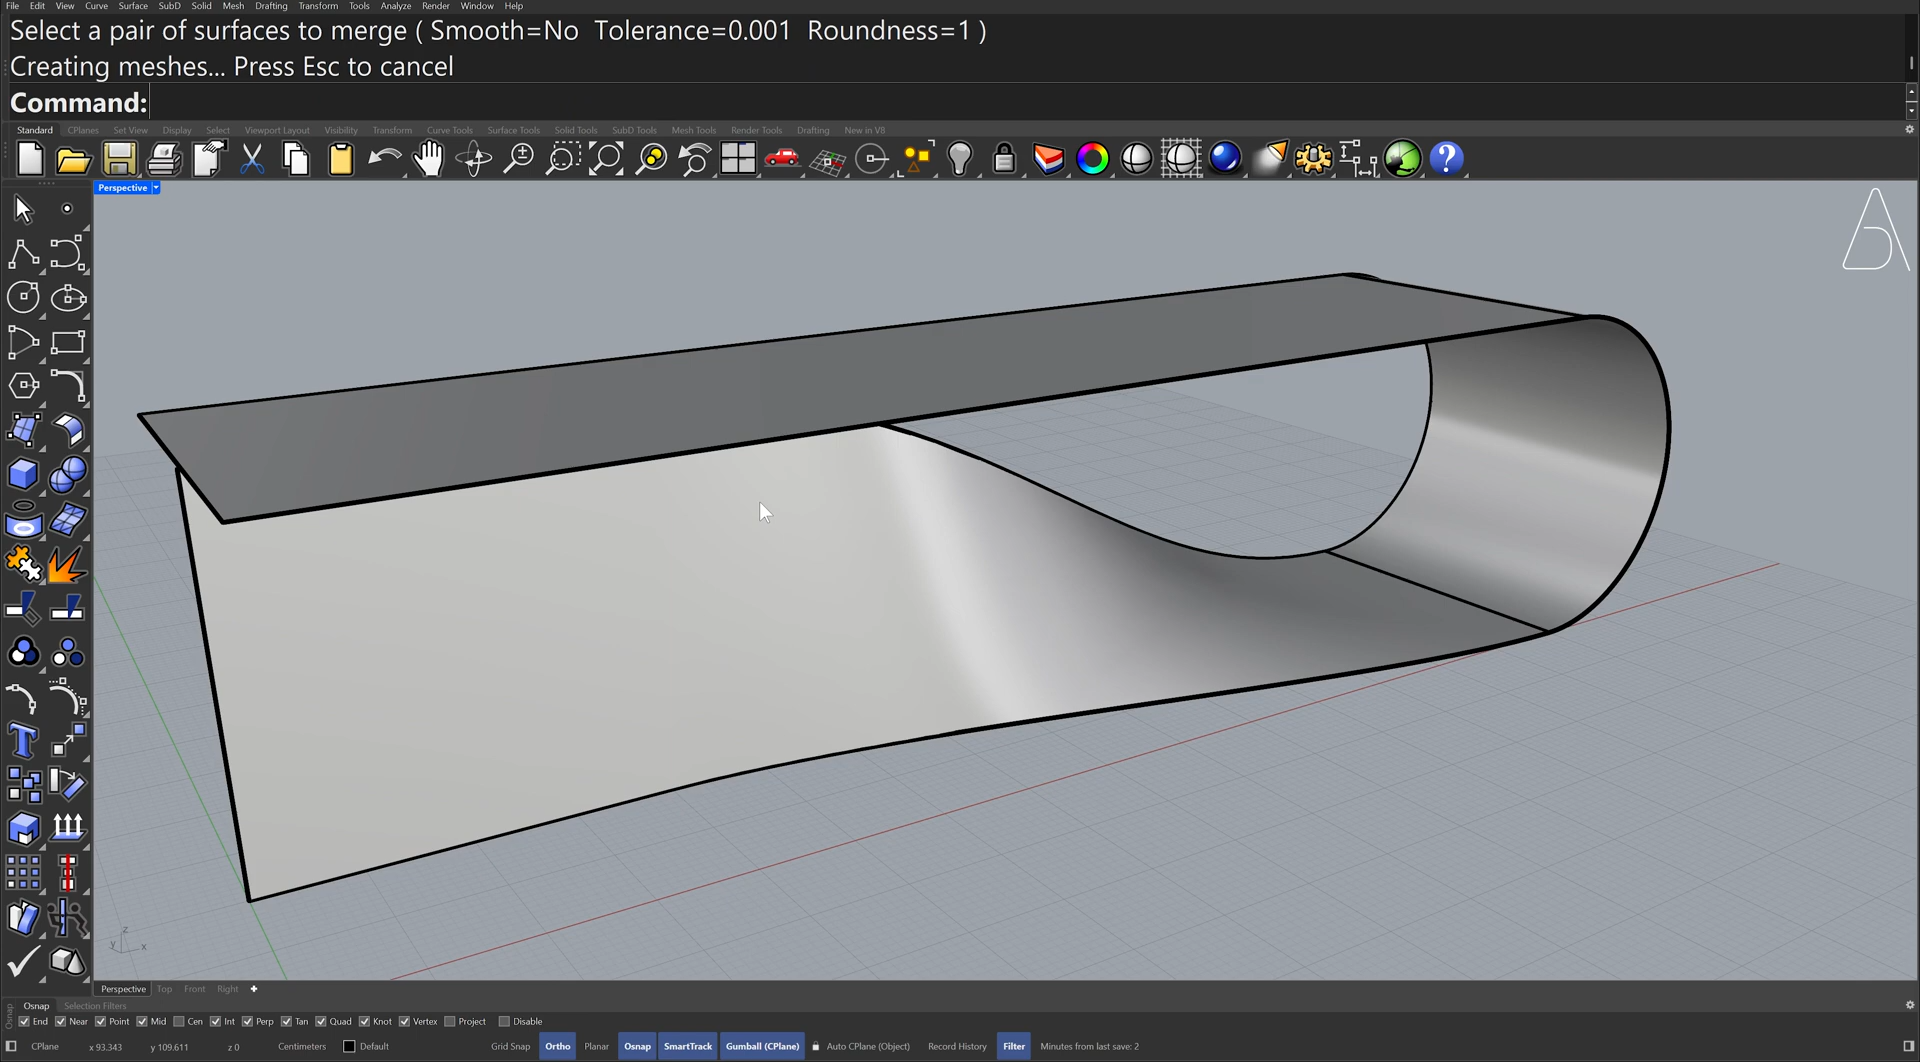 File Edit View Curve Surface SubD Solid Mesh Drafting Transform Tools Analyze Render Window Help
Select a pair of surfaces to merge ( Smooth=No Tolerance=0.001 Roundness=1 )
Creating meshes... Press Esc to cancel
Command:
Standard CPlanes Set View Display Select Viewport Layout Visibility Transform Curve Tools Surface Tools Solid Tools SubD Tools Mesh Tools Render Tools Drafting New in V8
Perspective
z
y x
Perspective Top Front Right
Osnap Osnap Selection Filters
End Near Point Mid Cen Int Perp Tan Quad Knot Vertex Project Disable
CPlane x 93.343 y 109.611 z 0 Centimeters Default Grid Snap Ortho Planar Osnap SmartTrack Gumball (CPlane) Auto CPlane (Object) Record History Filter Minutes from last save: 2